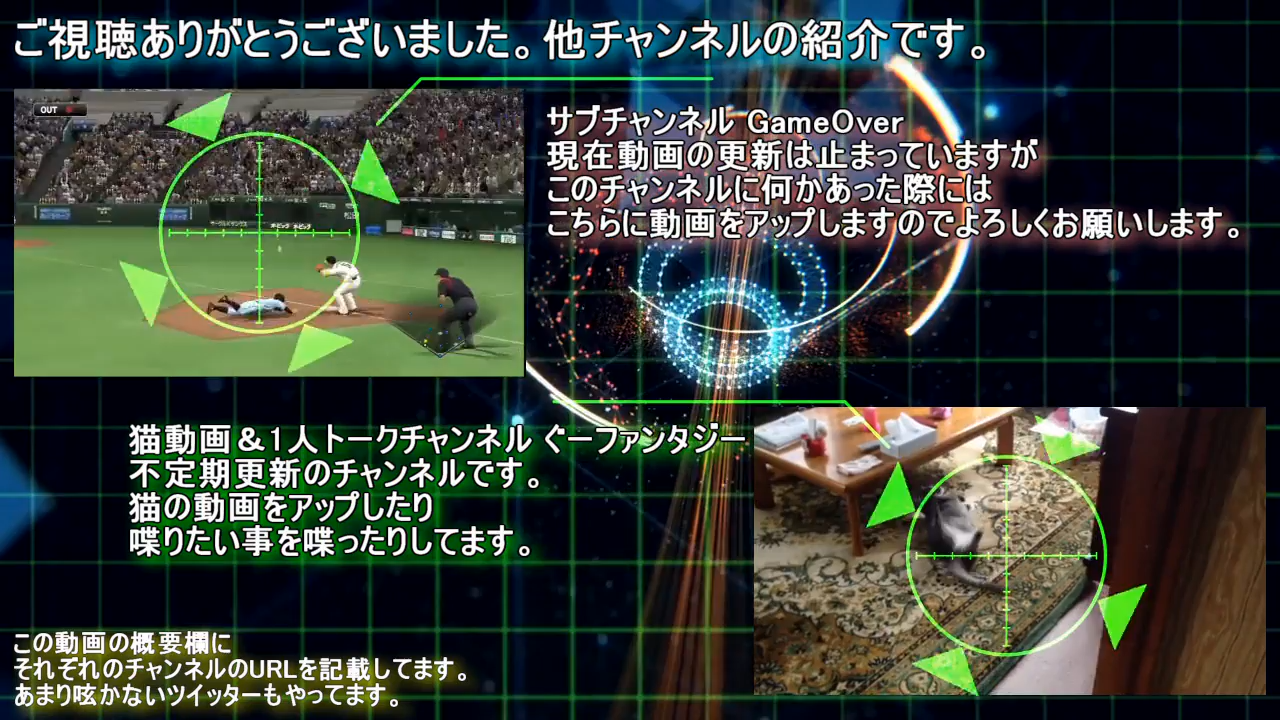 ご視聴ありがとうございました。他チャンネルの紹介です。
OUT
サブチャンネル GameOver
現在動画の更新は止まっていますが
このチャンネルに何かあった際には
こちらに動画をアップしますのでよろしくお願いします。
猫動画＆1人トークチャンネル ぐーファンタジー
不定期更新のチャンネルです。
猫の動画をアップしたり
喋りたい事を喋ったりしてます。
この動画の概要欄に
それぞれのチャンネルのURLを記載してます。
あまり呟かないツイッターもやってます。